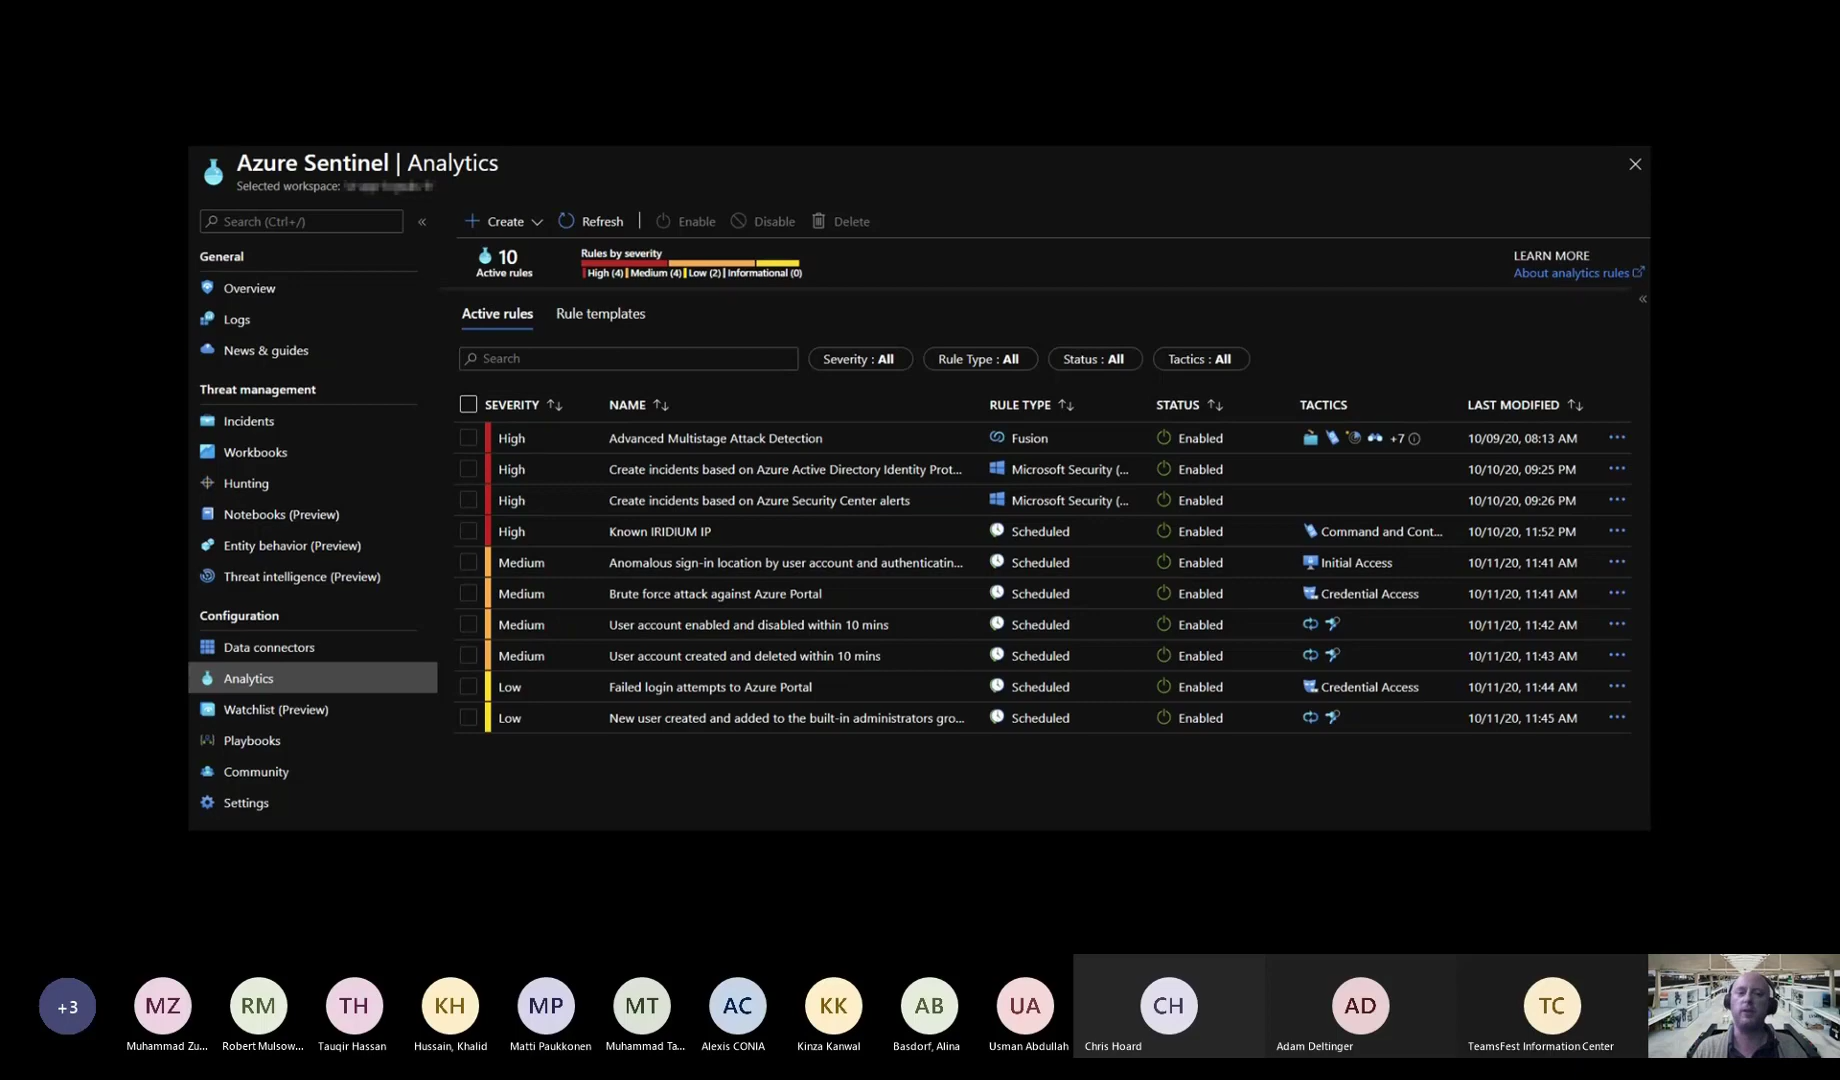 Azure Sentinel | Analytics
Selected workspace:
Search (Ctrl+/)
«
General
Overview
Logs
News & guides
Threat management
Incidents
Workbooks
Hunting
Notebooks (Preview)
Entity behavior (Preview)
Threat intelligence (Preview)
Configuration
Data connectors
Analytics
Watchlist (Preview)
Playbooks
Community
Settings
Create Refresh | Enable Disable Delete
10
Active rules
Rules by severity
High (4) Medium (4) Low (2) Informational (0)
LEARN MORE
About analytics rules
«
Active rules Rule templates
Search Severity : All Rule Type : All Status : All Tactics : All
SEVERITY NAME RULE TYPE STATUS TACTICS LAST MODIFIED
High Advanced Multistage Attack Detection Fusion Enabled +7 10/09/20, 08:13 AM
High Create incidents based on Azure Active Directory Identity Prot... Microsoft Security (... Enabled 10/10/20, 09:25 PM
High Create incidents based on Azure Security Center alerts Microsoft Security (... Enabled 10/10/20, 09:26 PM
High Known IRIDIUM IP Scheduled Enabled Command and Cont... 10/10/20, 11:52 PM
Medium Anomalous sign-in location by user account and authenticatin... Scheduled Enabled Initial Access 10/11/20, 11:41 AM
Medium Brute force attack against Azure Portal Scheduled Enabled Credential Access 10/11/20, 11:41 AM
Medium User account enabled and disabled within 10 mins Scheduled Enabled 10/11/20, 11:42 AM
Medium User account created and deleted within 10 mins Scheduled Enabled 10/11/20, 11:43 AM
Low Failed login attempts to Azure Portal Scheduled Enabled Credential Access 10/11/20, 11:44 AM
Low New user created and added to the built-in administrators gro... Scheduled Enabled 10/11/20, 11:45 AM
+3 MZ RM TH KH MP MT AC KK AB UA CH AD TC
Muhammad Zu... Robert Mulsow... Tauqir Hassan Hussain, Khalid Matti Paukkonen Muhammad Ta... Alexis CONIA Kinza Kanwal Basdorf, Alina Usman Abdullah Chris Hoard Adam Deltinger TeamsFest Information Center